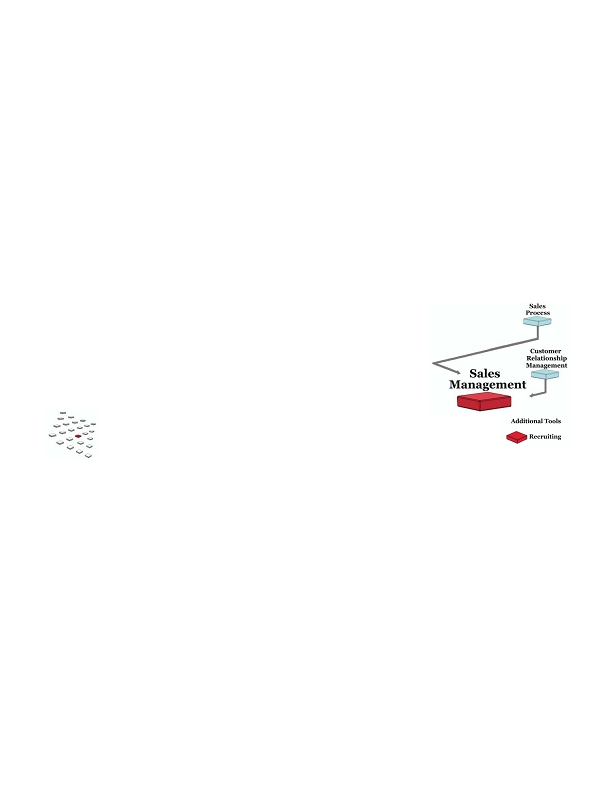 Sales
Process
Customer
Relationship
Management
Sales
Management
Additional Tools
Recruiting